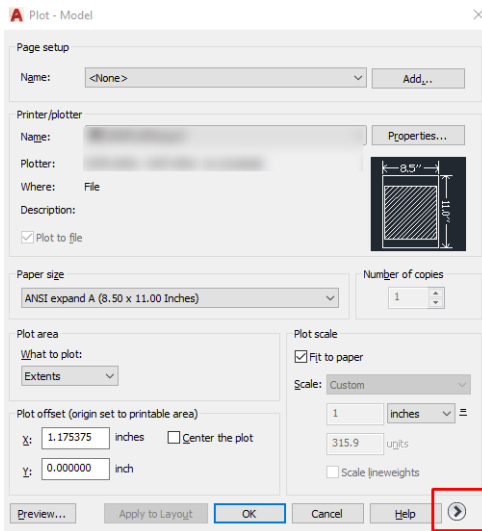 Plot - Model
Page setup
Name: <None> Add...
Printer/plotter
Name: Properties...
Plotter:
Where: File
Description:
Plot to file
8.5"
11.0"
Paper size
ANSI expand A (8.50 x 11.00 Inches)
Number of copies
1
Plot area
What to plot:
Extents
Plot scale
Fit to paper
Scale: Custom
1 inches =
315.9 units
Scale lineweights
Plot offset (origin set to printable area)
X: 1.175375 inches Center the plot
Y: 0.000000 inch
Preview... Apply to Layout OK Cancel Help